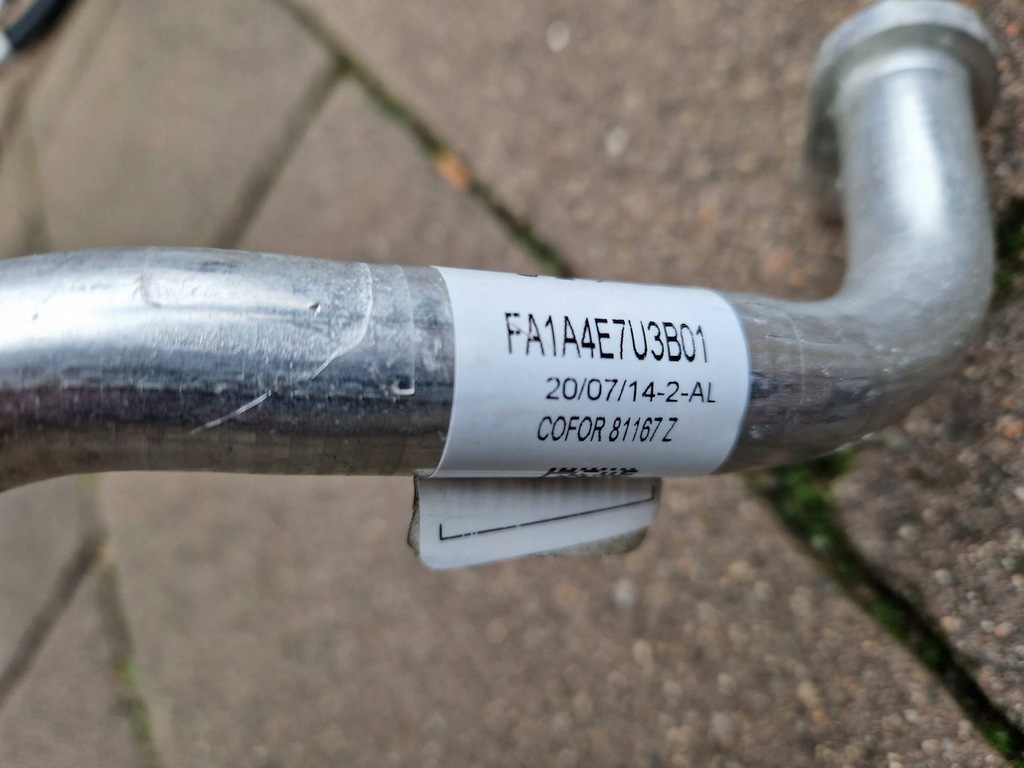 FA1A4E7U3B01
20/07/14-2-AL
COFOR 81167 Z